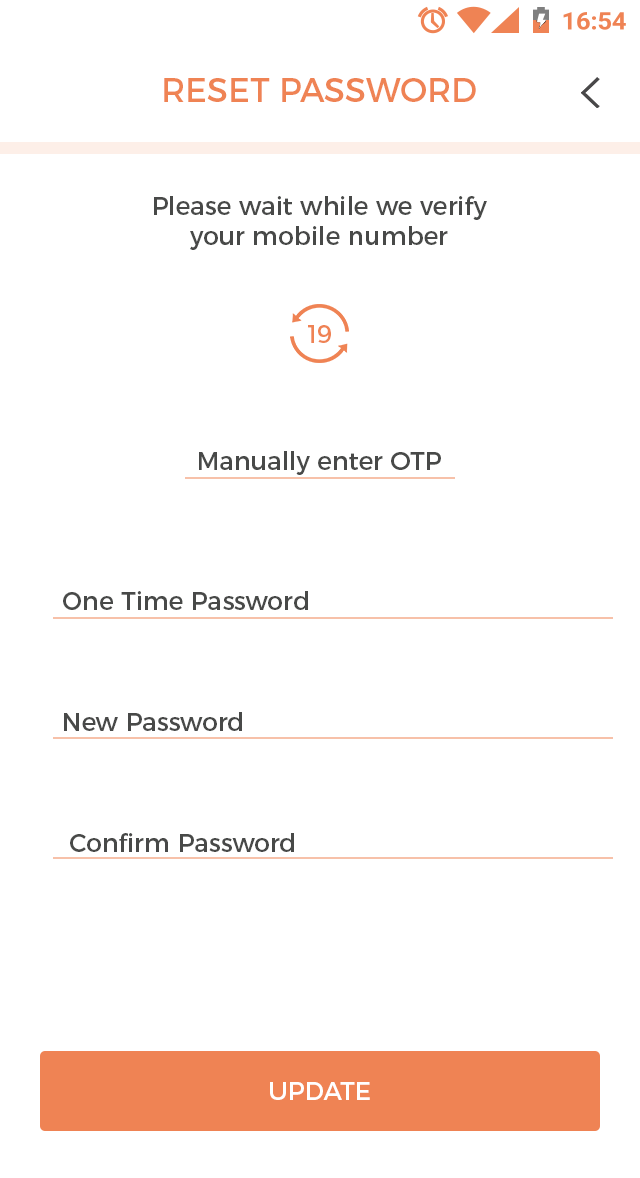 16:54
RESET PASSWORD
Please wait while we verify
your mobile number
19
Manually enter OTP
One Time Password
New Password
Confirm Password
UPDATE